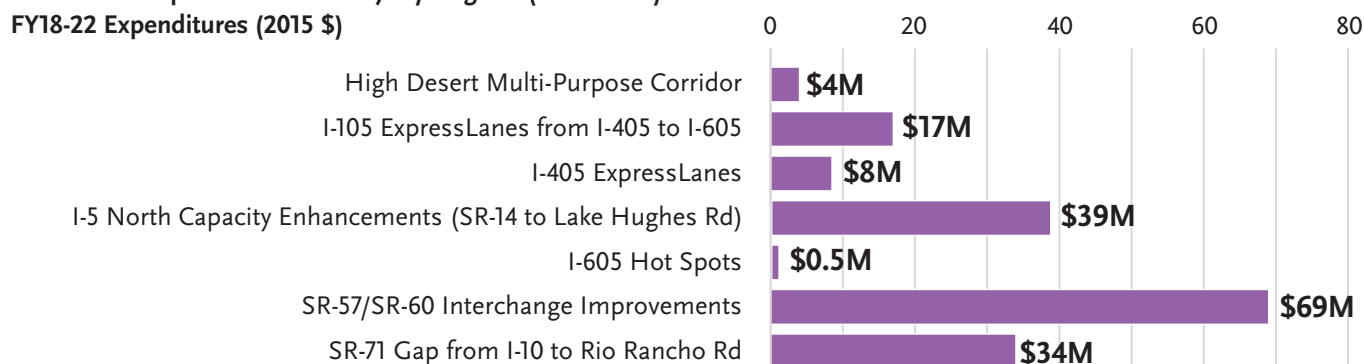 FY18-22 Expenditures (2015 $)
0 20 40 60 80
High Desert Multi-Purpose Corridor $4M
I-105 ExpressLanes from I-405 to I-605 $17M
I-405 ExpressLanes $8M
I-5 North Capacity Enhancements (SR-14 to Lake Hughes Rd) $39M
I-605 Hot Spots $0.5M
SR-57/SR-60 Interchange Improvements $69M
SR-71 Gap from I-10 to Rio Rancho Rd $34M